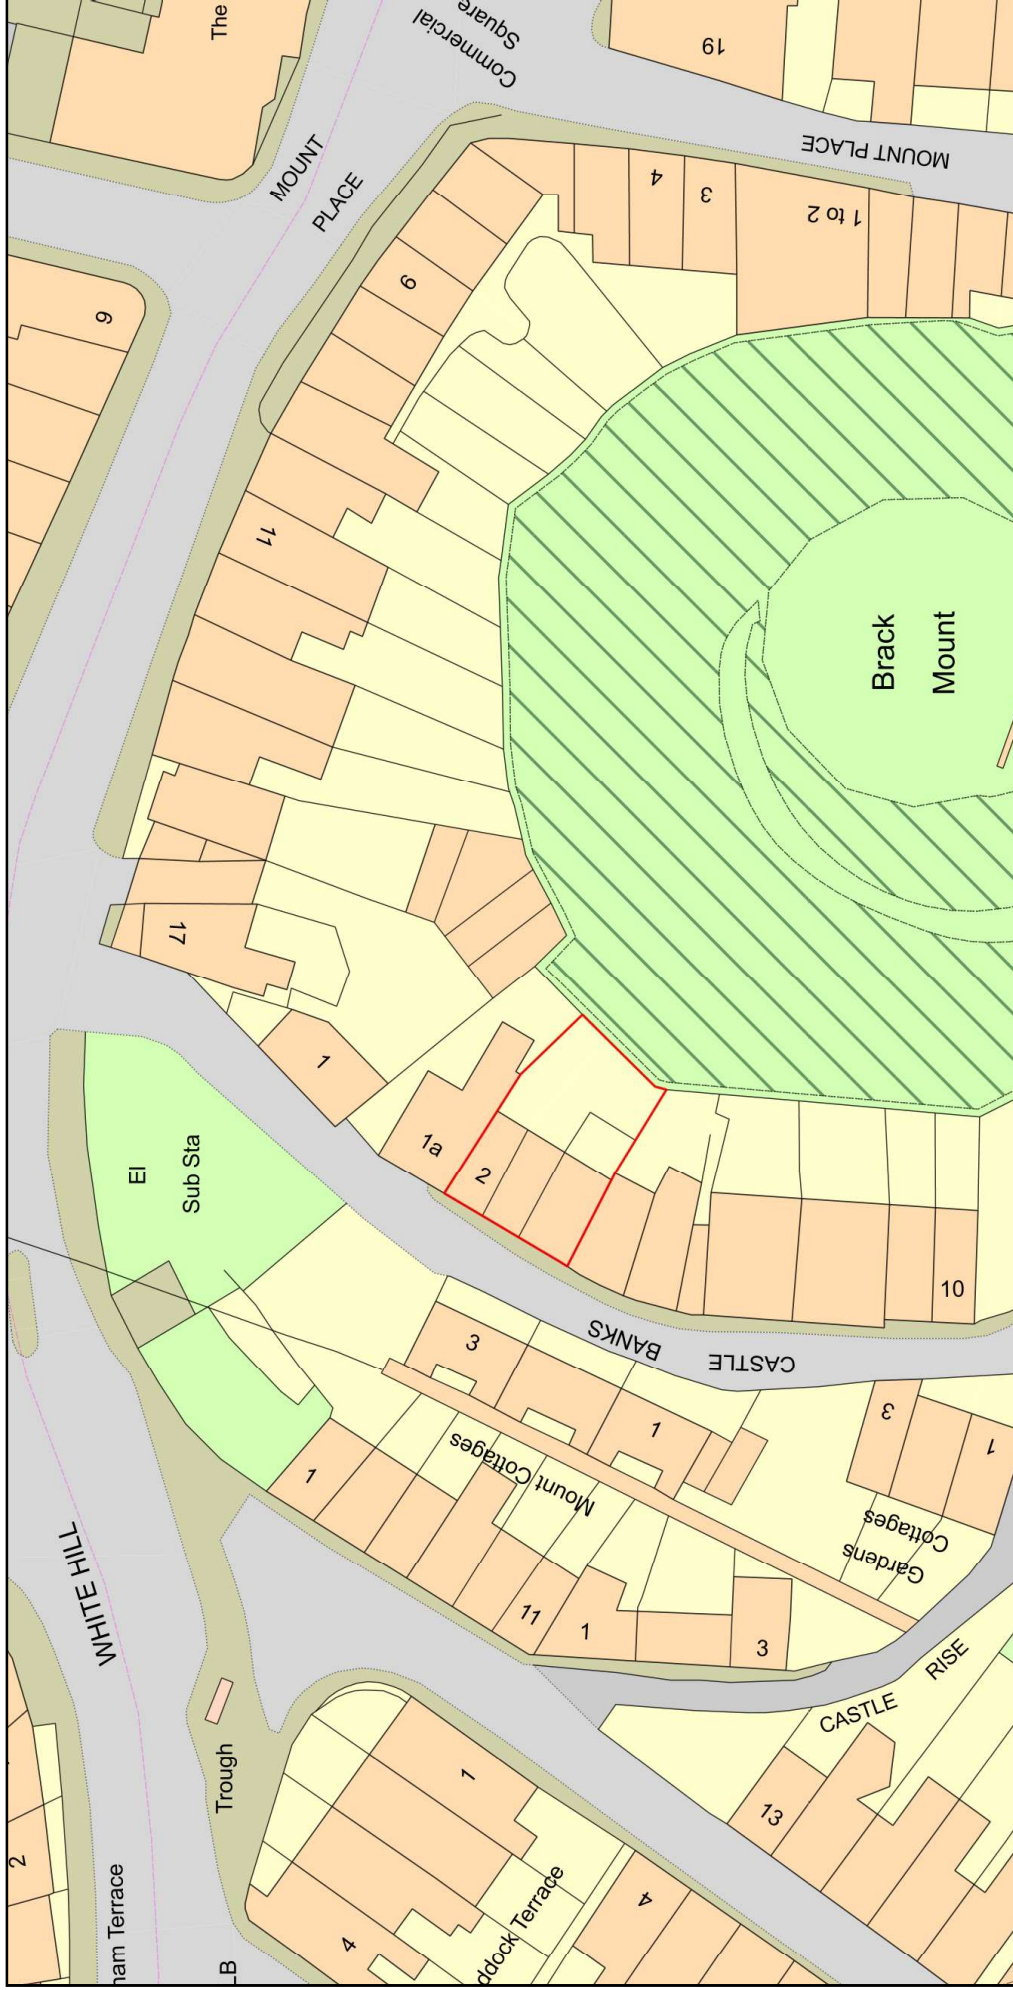 The
Commercial
Square
19
MOUNT
PLACE
MOUNT PLACE
4
3
1 to 2
9
9
11
Brack
Mount
17
1
El
Sub Sta
1a
2
10
3
BANKS
CASTLE
1
Mount Cottages
3
1
Gardens
Cottages
1
11
1
3
WHITE HILL
RISE
CASTLE
Trough
1
13
2
ham Terrace
4
ddock Terrace
4
LB